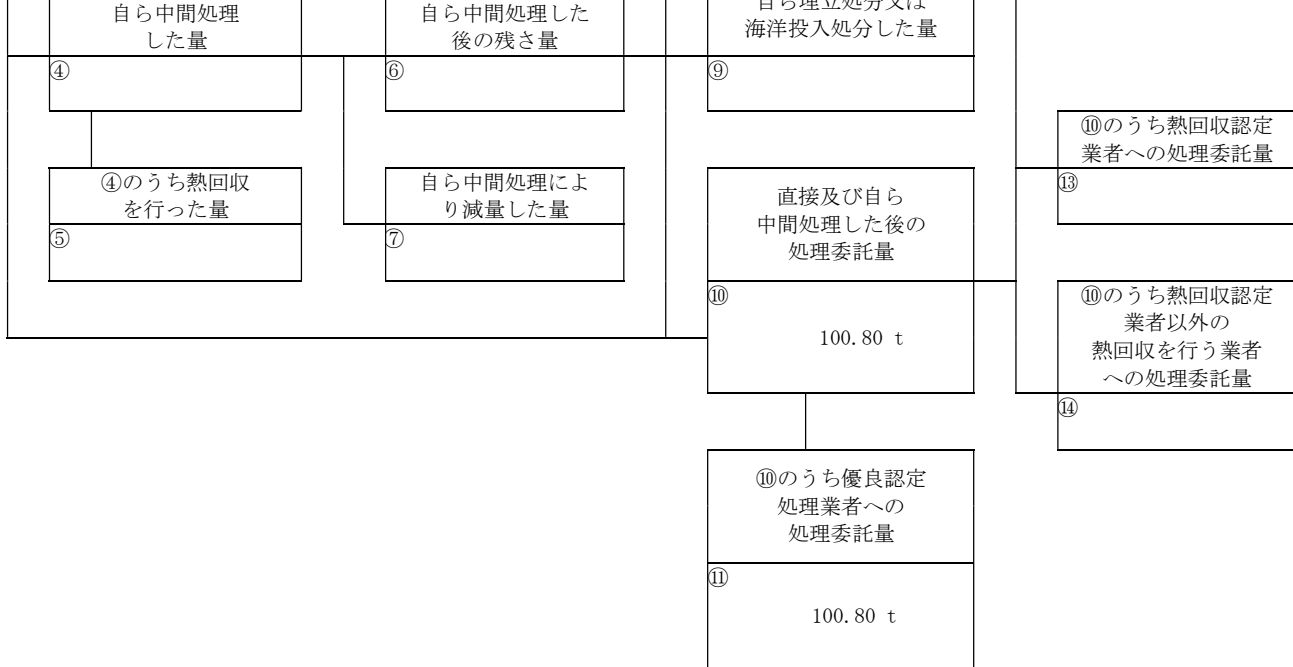 自ら中間処理
した量
④
自ら中間処理した
後の残さ量
⑥
自ら埋立処分又は
海洋投入処分した量
⑨
⑩のうち熱回収認定
業者への処理委託量
⑬
④のうち熱回収
を行った量
⑤
自ら中間処理によ
り減量した量
⑦
直接及び自ら
中間処理した後の
処理委託量
⑩
100.80 t
⑩のうち熱回収認定
業者以外の
熱回収を行う業者
への処理委託量
⑭
⑩のうち優良認定
処理業者への
処理委託量
⑪
100.80 t